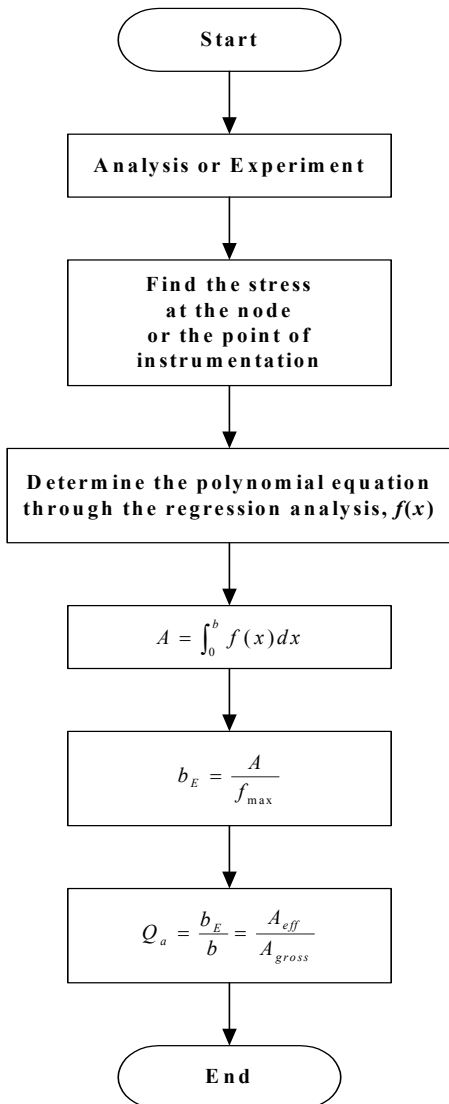 Start
Analysis or Experiment
Find the stress
at the node
or the point of
instrumentation
Determine the polynomial equation
through the regression analysis, f(x)
A = ∫₀ᵇ f(x)dx
b_E = A / f_max
Q_a = b_E / b = A_eff / A_gross
End